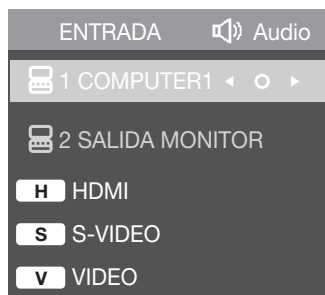 ENTRADA Audio
1 COMPUTER1
2 SALIDA MONITOR
H HDMI
S S-VIDEO
V VIDEO